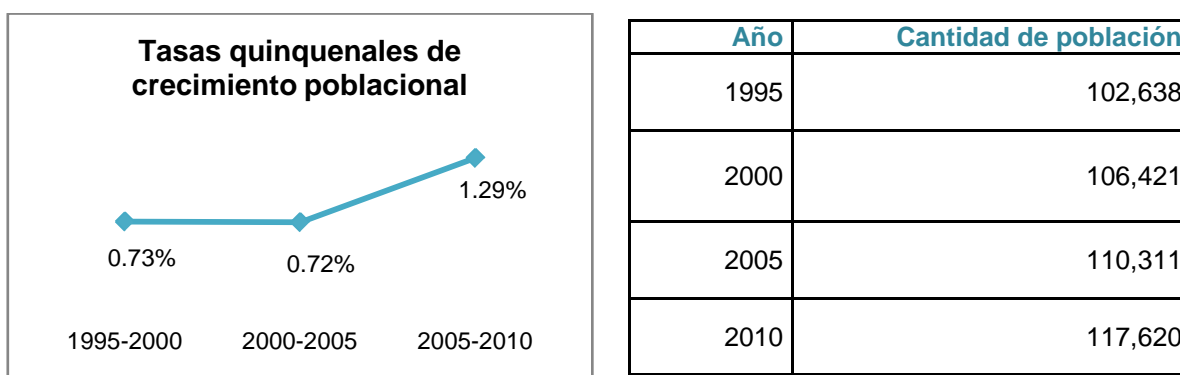 Tasas quinquenales de
crecimiento poblacional
1.29%
0.73%
0.72%
1995-2000 2000-2005 2005-2010
Año Cantidad de población
1995 102,638
2000 106,421
2005 110,311
2010 117,620